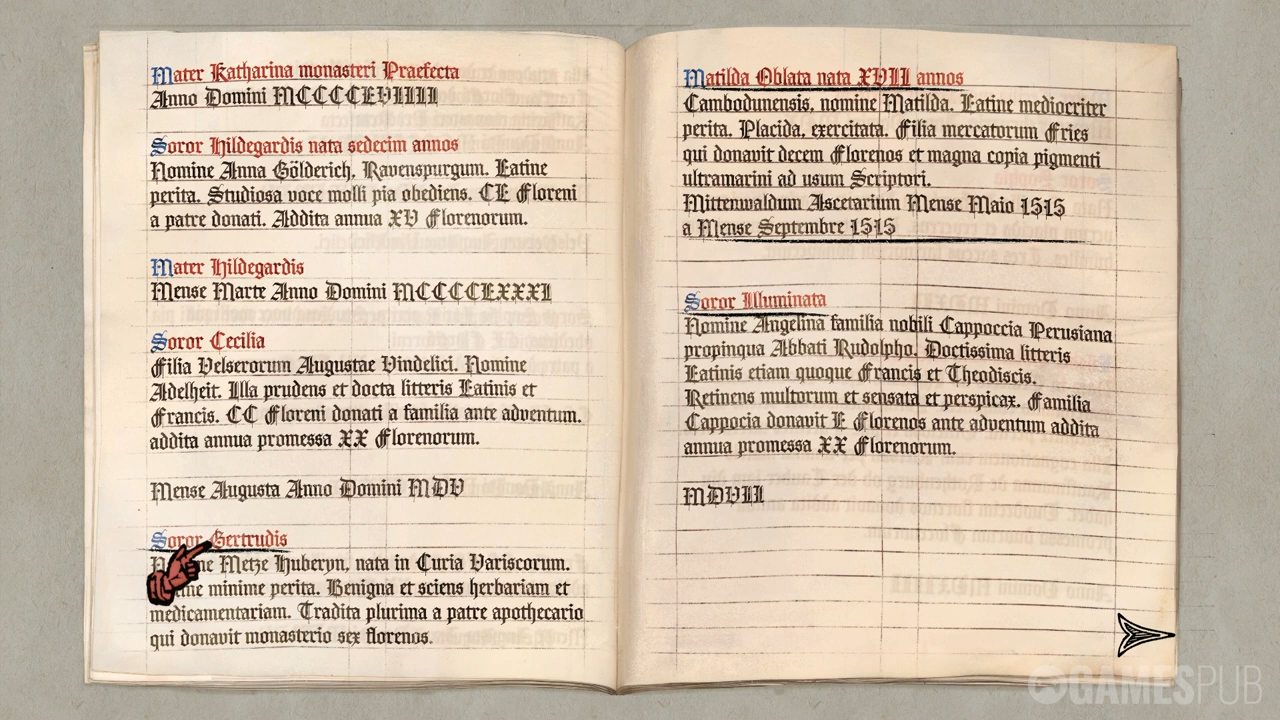 Mater Katharina monasteri Praefecta
Anno Domini MCCCCLVIIII
Soror Hildegardis nata sedecim annos
Nomine Anna Gölderich, Ravenspurgum. Latine
perita. Studiosa voce molli pia obediens. CL Floreni
a patre donati. Addita annua XV Florenorum.
Mater Hildegardis
Mense Marte Anno Domini MCCCCLXXXI
Soror Cecilia
Filia Velserorum Augustae Vindelici. Nomine
Adelheit. Illa prudens et docta litteris Latinis et
Francis. CC Floreni donati a familia ante adventum.
addita annua promessa XX Florenorum.
Mense Augusta Anno Domini MDV
Soror Gertrudis
Metze Huberyn, nata in Curia Variscorum.
minime perita. Benigna et sciens herbariam et
medicamentariam. Tradita plurima a patre apothecario
qui donavit monasterio sex florenos.
Matilda Oblata nata XVII annos
Cambodunensis, nomine Matilda. Latine mediocriter
perita. Placida, exercitata. Filia mercatorum Fries
qui donavit decem Florenos et magna copia pigmenti
ultramarini ad usum Scriptori.
Mittenwaldum Ascetarium Mense Maio 1515
a Mense Septembre 1515
Soror Illuminata
Nomine Angelina familia nobili Cappoccia Perusiana
propinqua Abbati Rudolpho. Doctissima litteris
Latinis etiam quoque Francis et Theodiscis.
Retinens multorum et sensata et perspicax. Familia
Cappocia donavit L Florenos ante adventum addita
annua promessa XX Florenorum.
MDVII
GAMESPUB